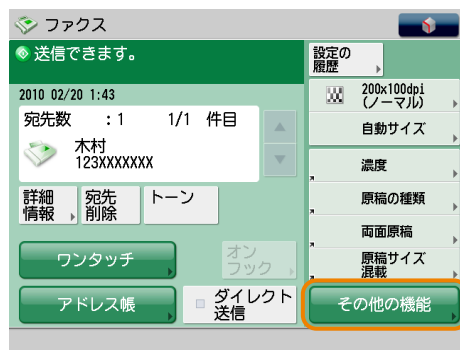 ファクス
送信できます。
2010 02/20 1:43
宛先数 :1 1/1 件目
木村
123XXXXXXX
詳細
情報
宛先
削除
トーン
ワンタッチ
オン
フック
アドレス帳
ダイレクト
送信
設定の
履歴
200x100dpi
(ノーマル)
自動サイズ
濃度
原稿の種類
両面原稿
原稿サイズ
混載
その他の機能